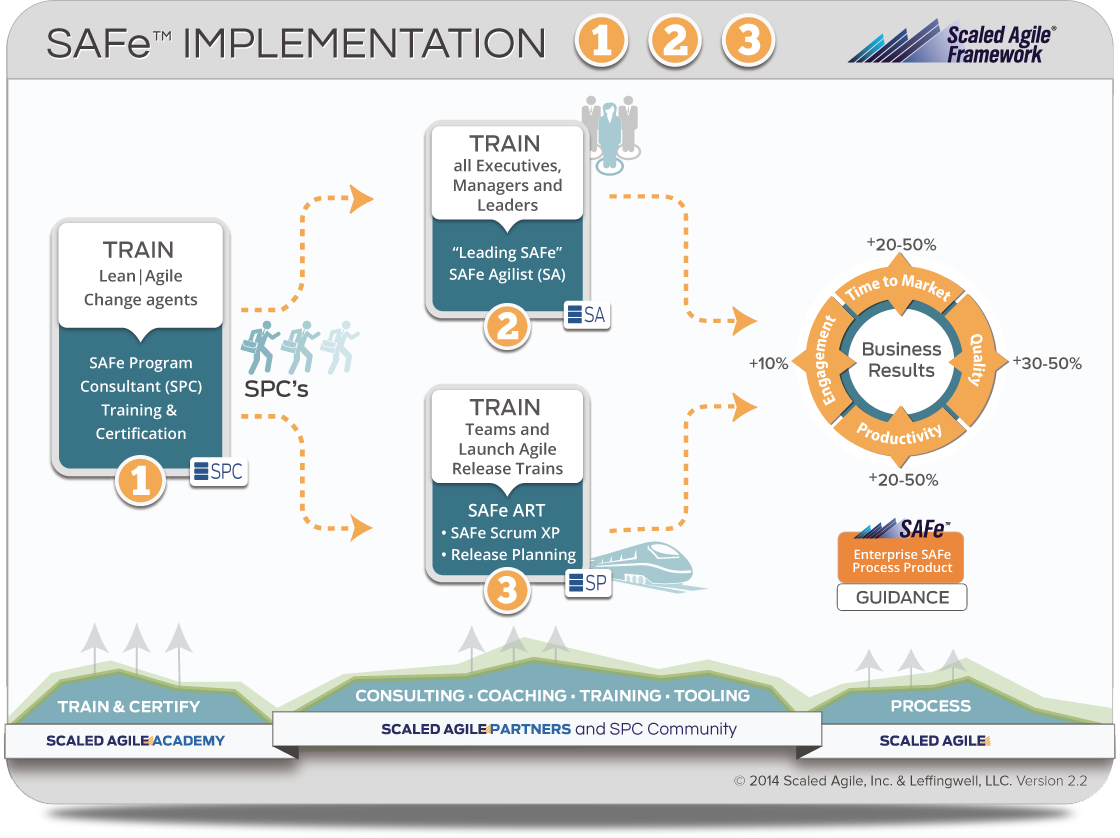 SAFe™ IMPLEMENTATION 1 2 3
Scaled Agile®
Framework
TRAIN
Lean|Agile
Change agents
SAFe Program
Consultant (SPC)
Training &
Certification
1
SPC
SPC's
TRAIN
all Executives,
Managers and
Leaders
“Leading SAFe”
SAFe Agilist (SA)
2
SA
TRAIN
Teams and
Launch Agile
Release Trains
SAFe ART
• SAFe Scrum XP
• Release Planning
3
SP
+20-50%
Time to Market
+10%
Engagement
Business
Results
Quality
+30-50%
Productivity
+20-50%
SAFe™
Enterprise SAFe
Process Product
GUIDANCE
TRAIN & CERTIFY
SCALED AGILE ACADEMY
CONSULTING · COACHING · TRAINING · TOOLING
SCALED AGILE PARTNERS and SPC Community
PROCESS
SCALED AGILE
© 2014 Scaled Agile, Inc. & Leffingwell, LLC. Version 2.2